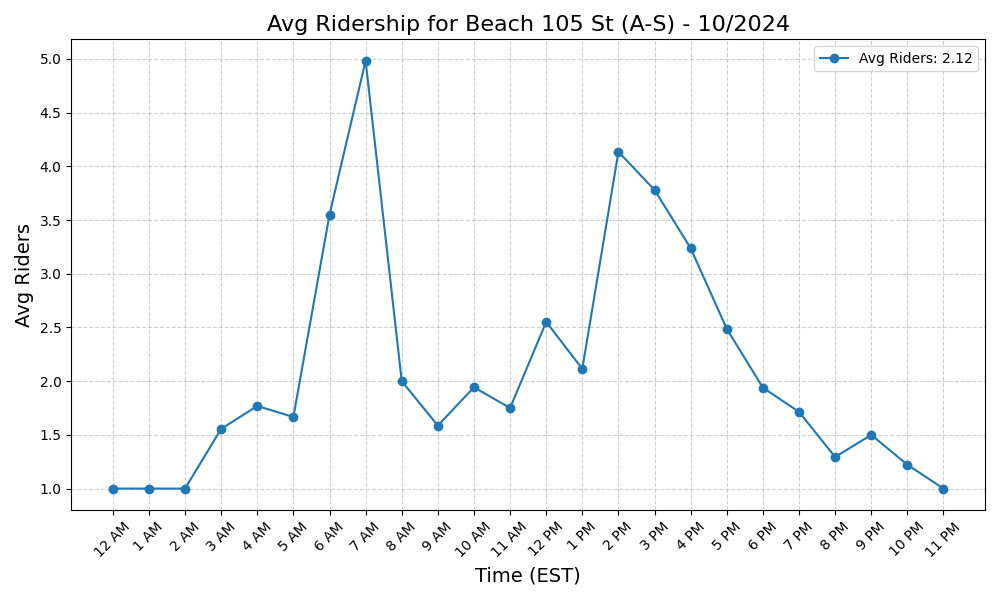 Avg Ridership for Beach 105 St (A-S) - 10/2024
Avg Riders: 2.12
Avg Riders
5.0
4.5
4.0
3.5
3.0
2.5
2.0
1.5
1.0
12 AM
1 AM
2 AM
3 AM
4 AM
5 AM
6 AM
7 AM
8 AM
9 AM
10 AM
11 AM
12 PM
1 PM
2 PM
3 PM
4 PM
5 PM
6 PM
7 PM
8 PM
9 PM
10 PM
11 PM
Time (EST)